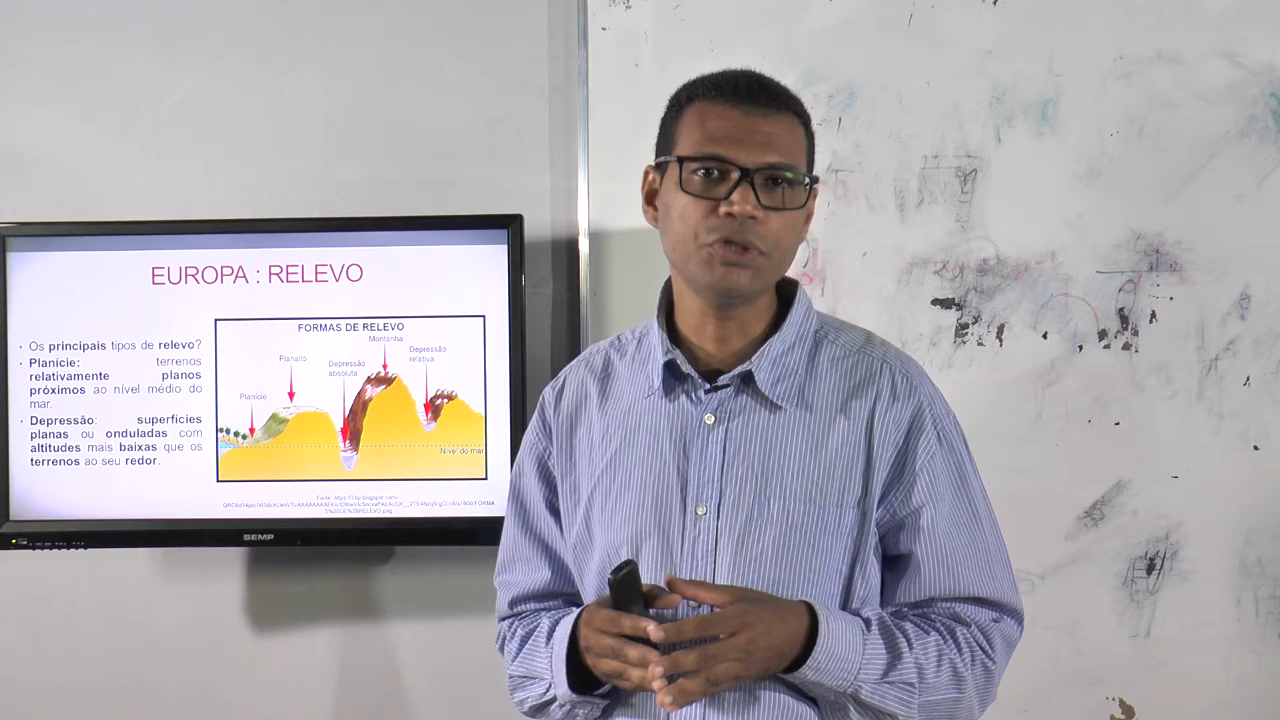 EUROPA : RELEVO
• Os principais tipos de relevo?
• Planície: terrenos
relativamente planos
próximos ao nível médio do
mar.
• Depressão: superfícies
planas ou onduladas com
altitudes mais baixas que os
terrenos ao seu redor.
FORMAS DE RELEVO
Montanha
Depressão
relativa
Planalto
Depressão
absoluta
Planície
Nível do mar
SEMP